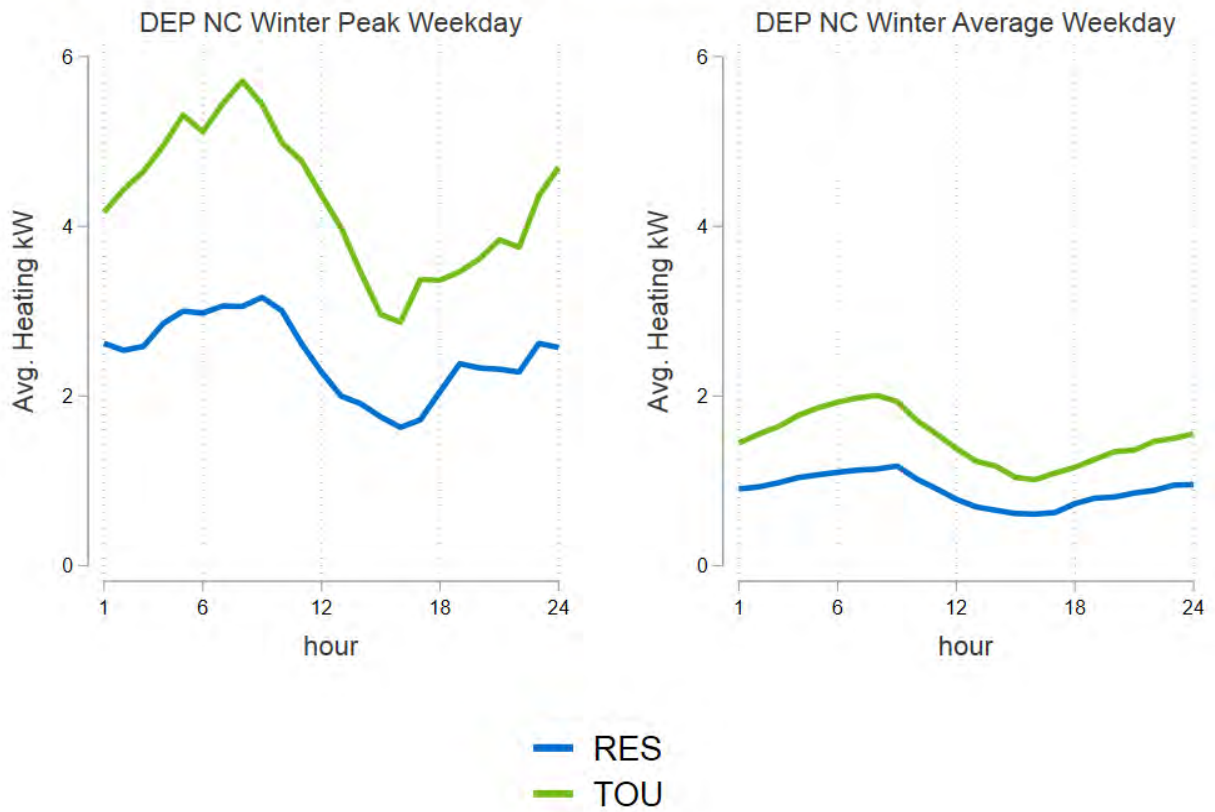 DEP NC Winter Peak Weekday
6
4
2
0
Avg. Heating kW
1 6 12 18 24
hour
DEP NC Winter Average Weekday
6
4
2
0
Avg. Heating kW
1 6 12 18 24
hour
RES
TOU